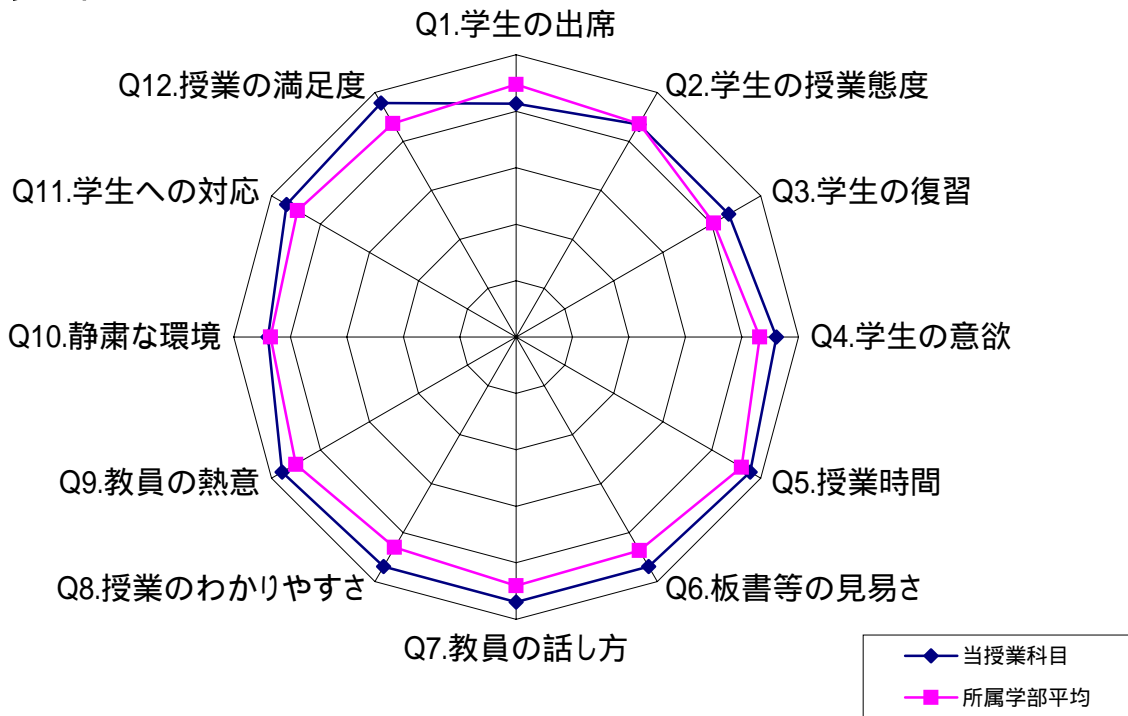 Q1.学生の出席
Q2.学生の授業態度
Q3.学生の復習
Q4.学生の意欲
Q5.授業時間
Q6.板書等の見易さ
Q7.教員の話し方
Q8.授業のわかりやすさ
Q9.教員の熱意
Q10.静粛な環境
Q11.学生への対応
Q12.授業の満足度
当授業科目
所属学部平均